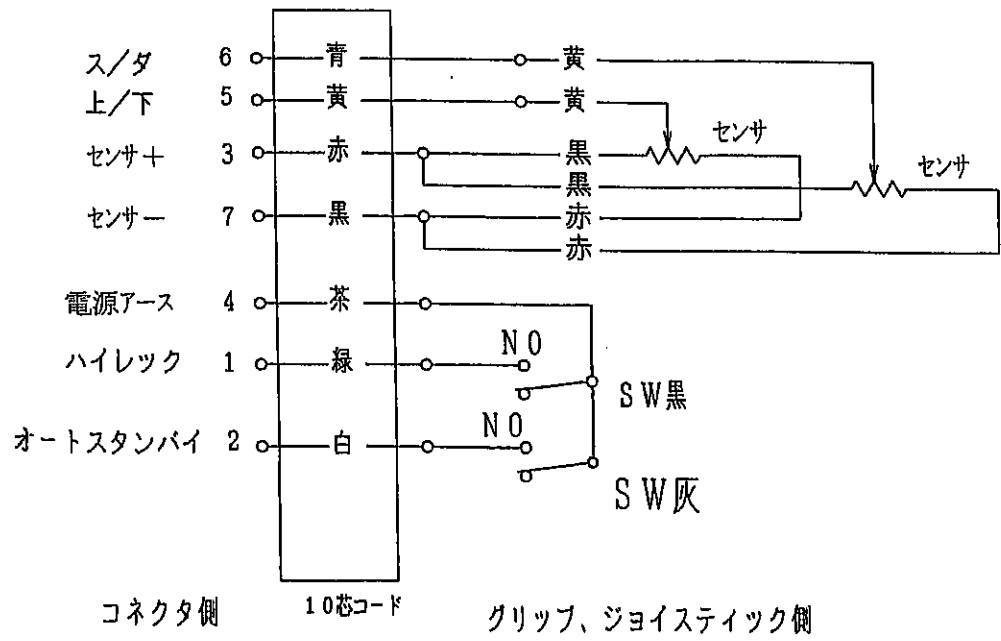 ス/タ 6 青 黄
上/下 5 黄 黄
センサ
センサ+ 3 赤 黒
センサ
黒
センサー 7 黒 赤
赤
電源アース 4 茶
NO
ハイレック 1 緑
SW黒
NO
オートスタンバイ 2 白
SW灰
コネクタ側 10芯コード グリップ、ジョイスティック側